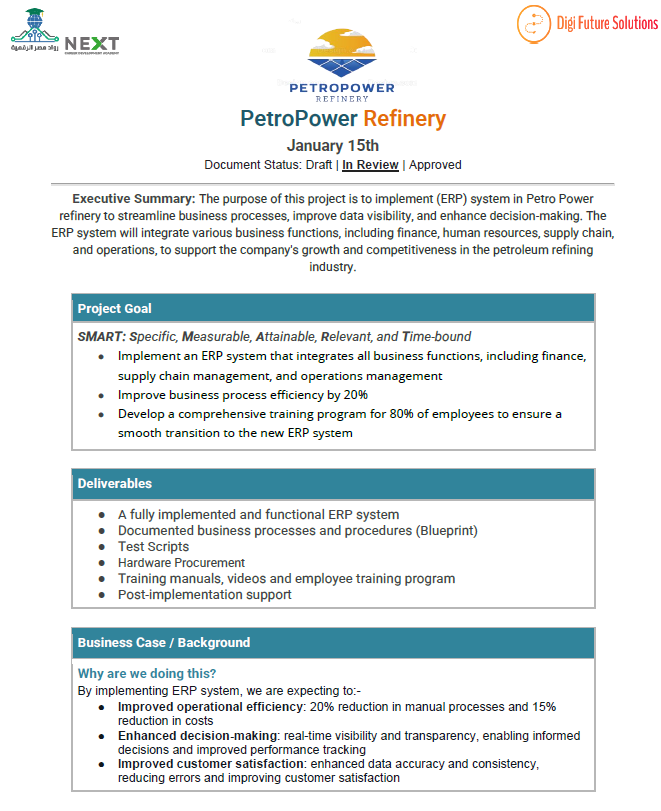 رواد مصر الرقمية
NEXT
CAREER DEVELOPMENT ACADEMY
Digi Future Solutions
PETROPOWER
REFINERY
PetroPower Refinery
January 15th
Document Status: Draft | In Review | Approved
Executive Summary: The purpose of this project is to implement (ERP) system in Petro Power
refinery to streamline business processes, improve data visibility, and enhance decision-making. The
ERP system will integrate various business functions, including finance, human resources, supply chain,
and operations, to support the company's growth and competitiveness in the petroleum refining
industry.
Project Goal
SMART: Specific, Measurable, Attainable, Relevant, and Time-bound
● Implement an ERP system that integrates all business functions, including finance,
supply chain management, and operations management
● Improve business process efficiency by 20%
● Develop a comprehensive training program for 80% of employees to ensure a
smooth transition to the new ERP system
Deliverables
● A fully implemented and functional ERP system
● Documented business processes and procedures (Blueprint)
● Test Scripts
● Hardware Procurement
● Training manuals, videos and employee training program
● Post-implementation support
Business Case / Background
Why are we doing this?
By implementing ERP system, we are expecting to:-
● Improved operational efficiency: 20% reduction in manual processes and 15%
reduction in costs
● Enhanced decision-making: real-time visibility and transparency, enabling informed
decisions and improved performance tracking
● Improved customer satisfaction: enhanced data accuracy and consistency,
reducing errors and improving customer satisfaction